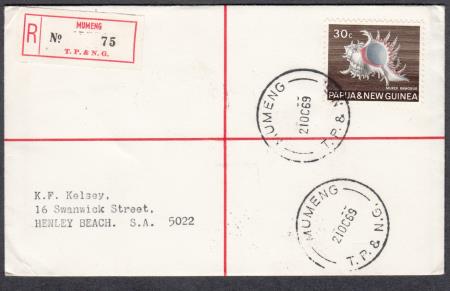 MUMENG
R No 75
T. P. & N. G.
30c
MUREX RAMOSUS
PAPUA & NEW GUINEA
MUMENG
21OC69
T.P. & N.G.
K.F. Kelsey,
16 Swanwick Street,
HENLEY BEACH. S.A. 5022
MUMENG
21OC69
T.P. & N.G.